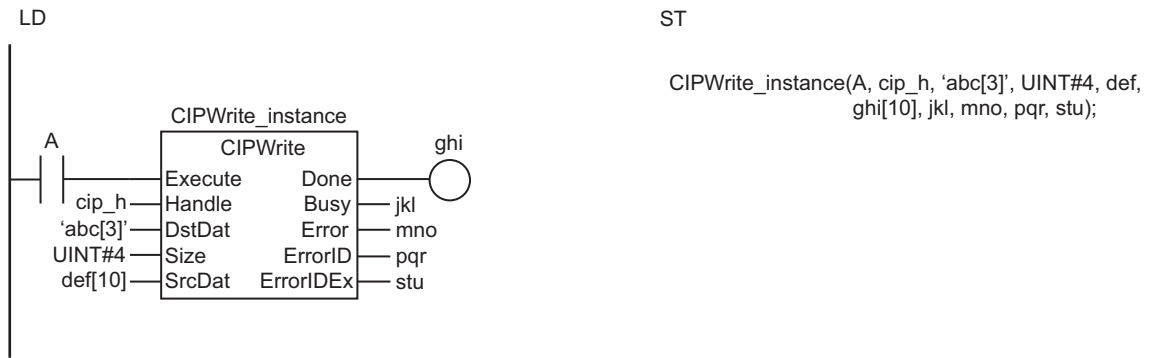 LD
ST
CIPWrite_instance(A, cip_h, ‘abc[3]’, UINT#4, def,
ghi[10], jkl, mno, pqr, stu);
CIPWrite_instance
A
CIPWrite
ghi
Execute Done
cip_h Handle Busy jkl
‘abc[3]’ DstDat Error mno
UINT#4 Size ErrorID pqr
def[10] SrcDat ErrorIDEx stu